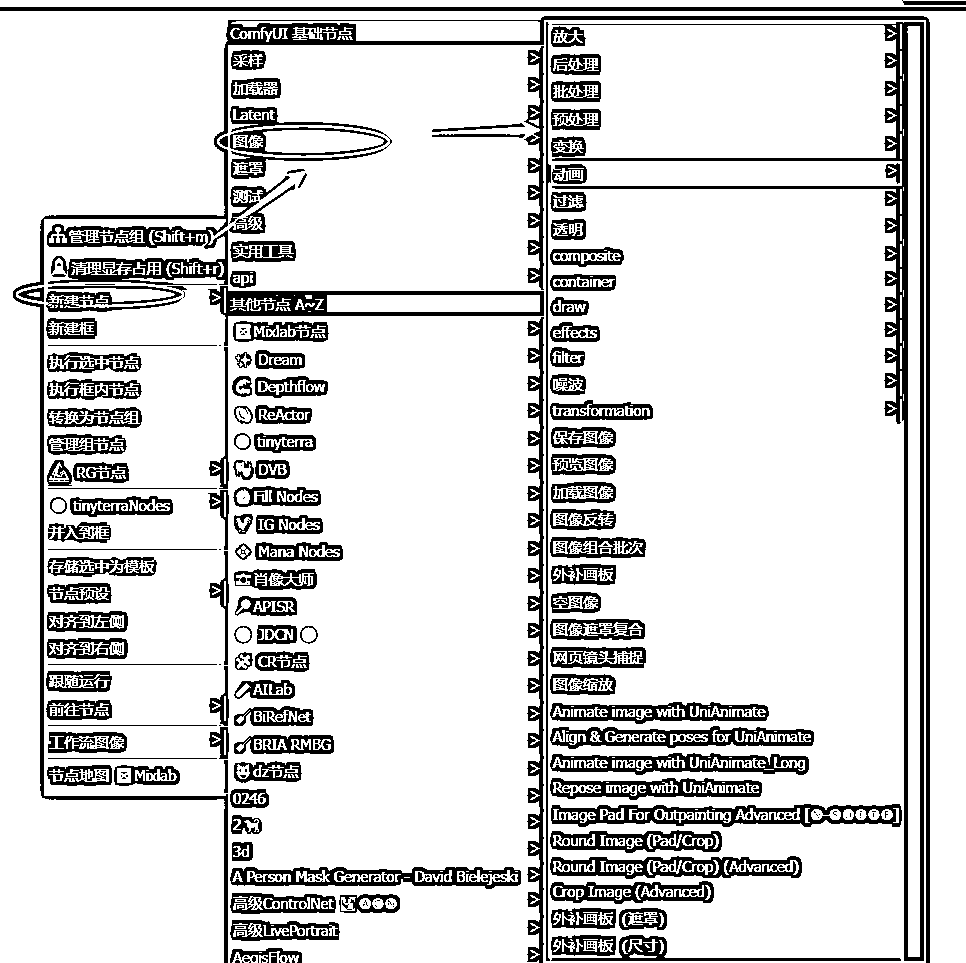 管理节点组 (Shift+m)
清理显存占用 (Shift+r)
新建节点
新建框
执行选中节点
执行框内节点
转换为节点组
管理组节点
RG节点
tinyterraNodes
并入到框
存储选中为模板
节点预设
对齐到左侧
对齐到右侧
跟随运行
前往节点
工作流图像
节点地图 Mixlab
ComfyUI 基础节点
采样
加载器
Latent
图像
遮罩
测试
高级
实用工具
api
其他节点 A~Z
Mixlab节点
Dream
Depthflow
ReActor
tinyterra
DVB
Fill Nodes
IG Nodes
Mana Nodes
肖像大师
APISR
JDCN
CR节点
AILab
BiRefNet
BRIA RMBG
dz节点
0246
2
3d
A Person Mask Generator - David Bielejeski
高级ControlNet
高级LivePortrait
AegisFlow
放大
后处理
批处理
预处理
变换
动画
过滤
透明
composite
container
draw
effects
filter
噪波
transformation
保存图像
预览图像
加载图像
图像反转
图像组合批次
外补画板
空图像
图像遮罩复合
网页镜头捕捉
图像缩放
Animate image with UniAnimate
Align & Generate poses for UniAnimate
Animate image with UniAnimate_Long
Repose image with UniAnimate
Image Pad For Outpainting Advanced
Round Image (Pad/Crop)
Round Image (Pad/Crop) (Advanced)
Crop Image (Advanced)
外补画板 (遮罩)
外补画板 (尺寸)